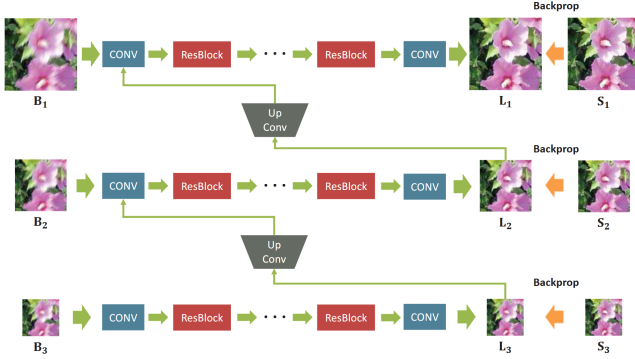 Backprop
CONV
ResBlock
• • •
ResBlock
CONV
B₁
L₁
S₁
Up
Conv
Backprop
CONV
ResBlock
• • •
ResBlock
CONV
B₂
L₂
S₂
Up
Conv
Backprop
CONV
ResBlock
• • •
ResBlock
CONV
B₃
L₃
S₃